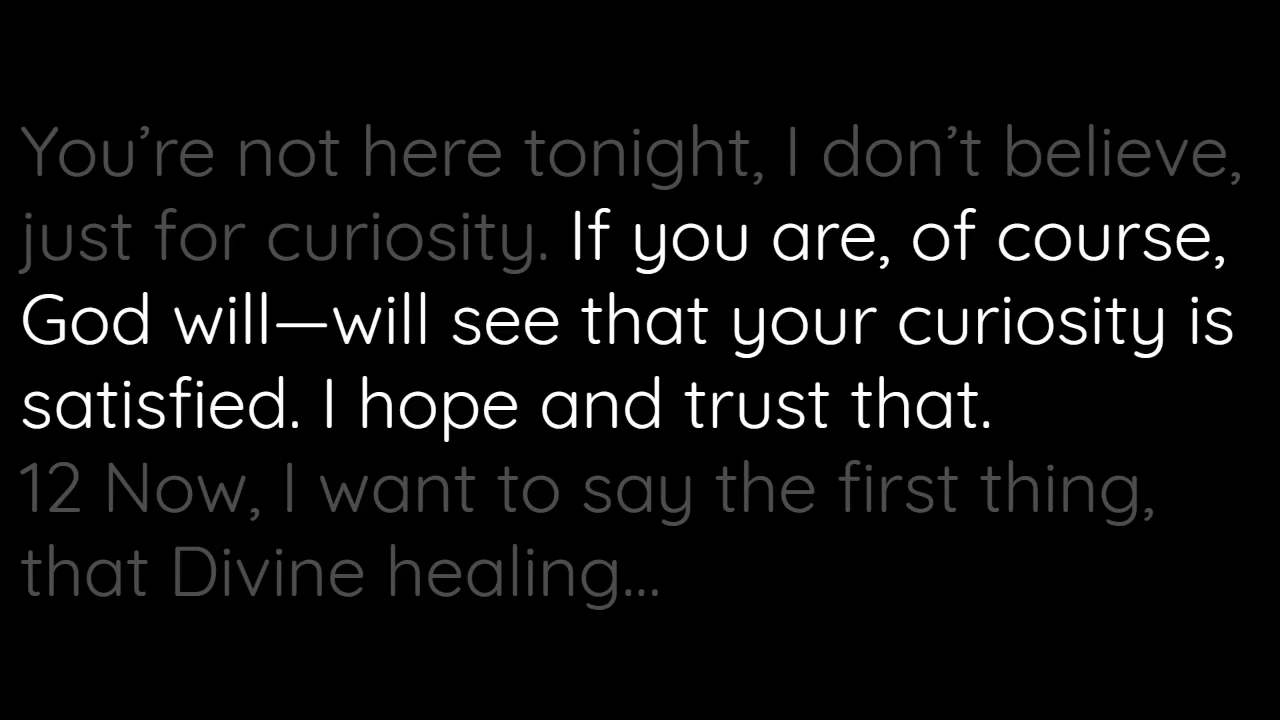 You’re not here tonight, I don’t believe,
just for curiosity. If you are, of course,
God will—will see that your curiosity is
satisfied. I hope and trust that.
12 Now, I want to say the first thing,
that Divine healing...